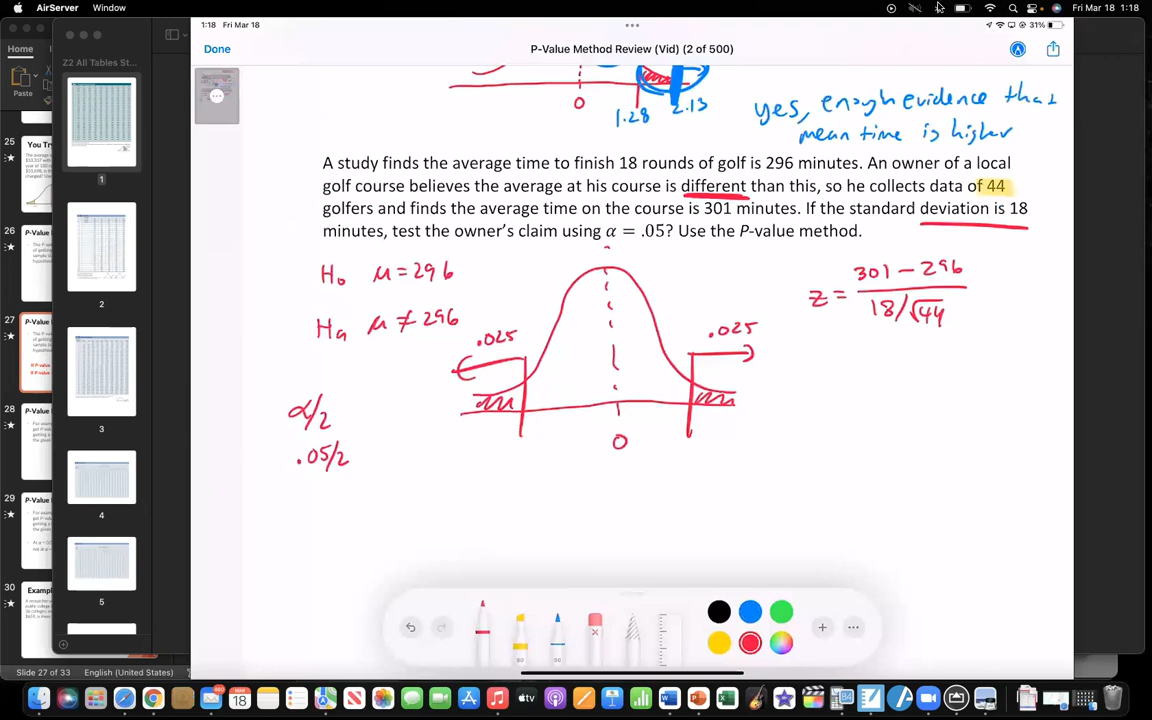 AirServer Window Fri Mar 18 1:18
1:18 Fri Mar 18 31%
Done P-Value Method Review (Vid) (2 of 500)
Home
Z2 All Tables St...
Paste
0 1.28 2.13
yes, enough evidence that
mean time is higher
A study finds the average time to finish 18 rounds of golf is 296 minutes. An owner of a local
golf course believes the average at his course is different than this, so he collects data of 44
golfers and finds the average time on the course is 301 minutes. If the standard deviation is 18
minutes, test the owner's claim using α = .05? Use the P-value method.
H₀ μ = 296
Hₐ μ ≠ 296
z = (301 − 296) / (18/√44)
.025 .025
α/2
.05/2
0
25
You Try
26
P-Value
27
P-Value
28
P-Value
29
P-Value
30
Exampl
1
2
3
4
5
Slide 27 of 33 English (United States)